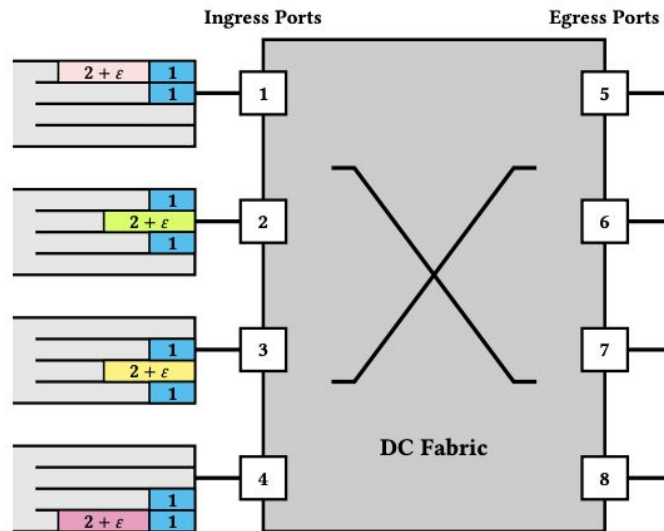 Ingress Ports Egress Ports
2 + ε 1
1
1 5
1
2 + ε
1
2 6
1
2 + ε
1
3 7
1
2 + ε 1
4 8
DC Fabric